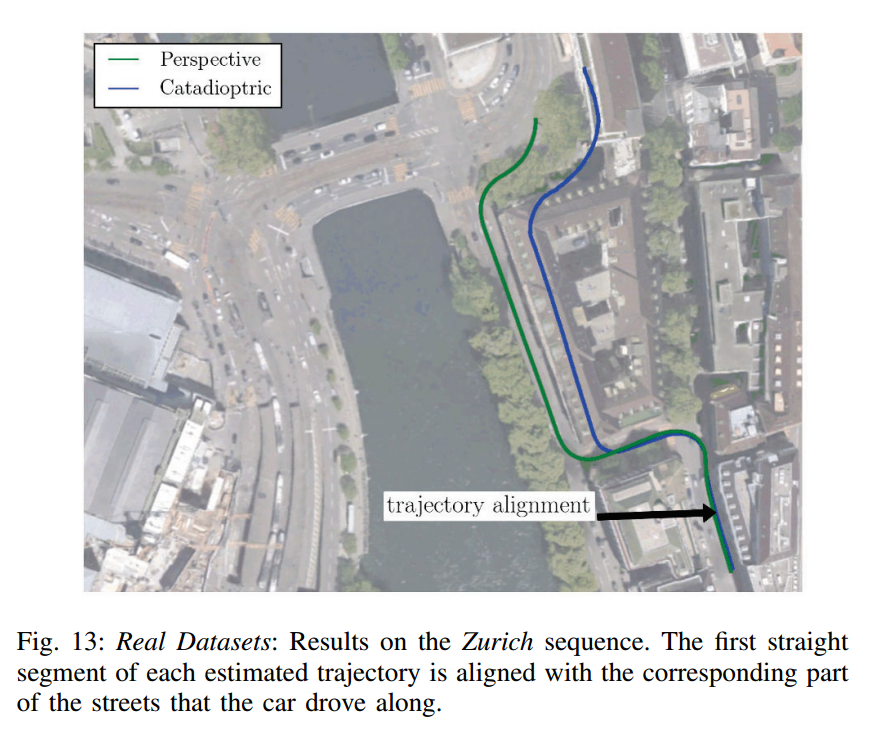 Perspective
Catadioptric
trajectory alignment
Fig. 13: Real Datasets: Results on the Zurich sequence. The first straight
segment of each estimated trajectory is aligned with the corresponding part
of the streets that the car drove along.